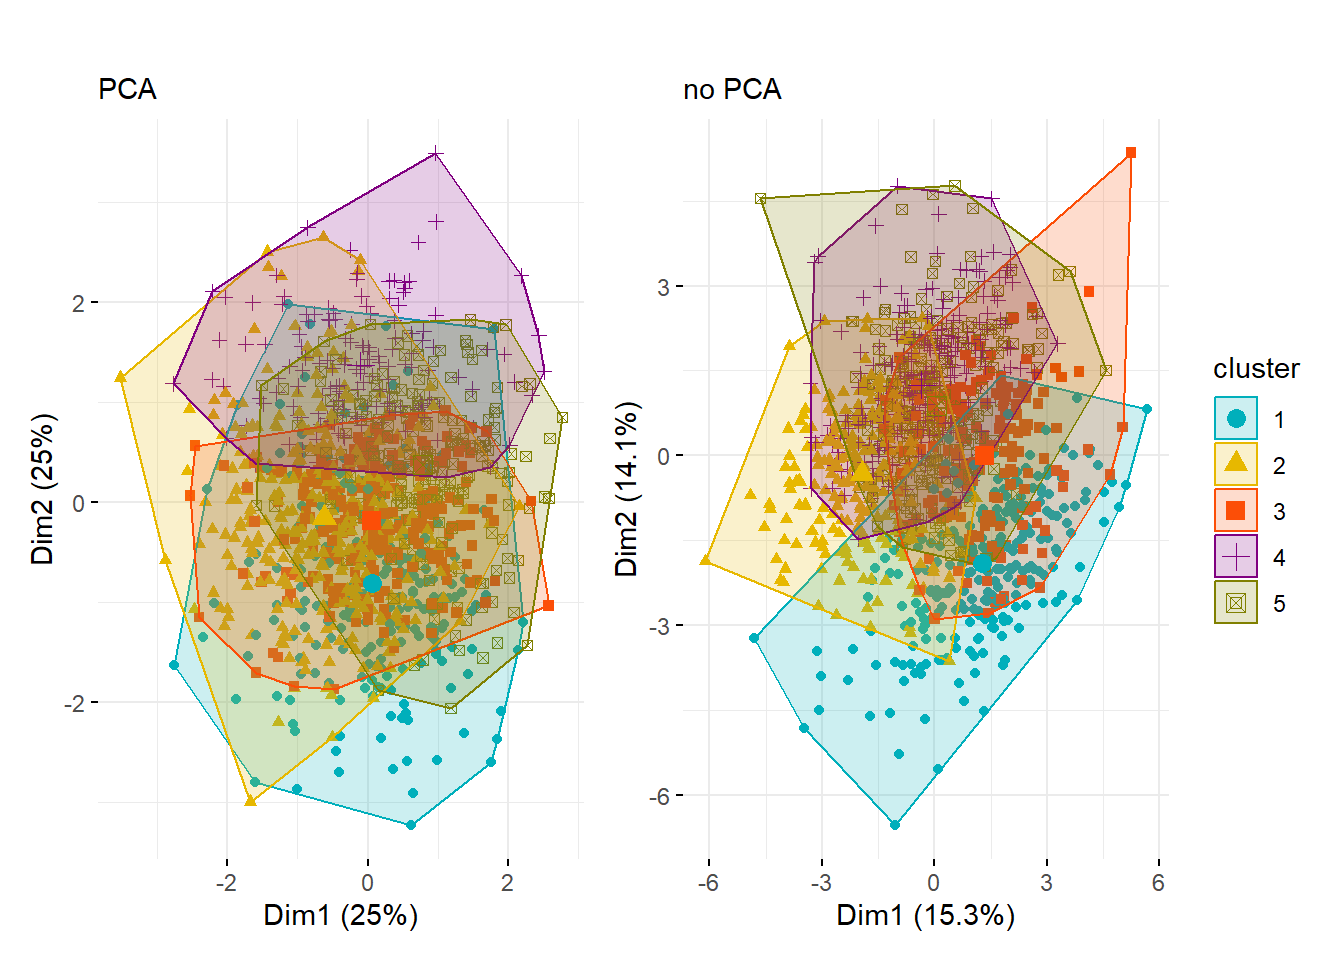 PCA
no PCA
2
0
-2
Dim2 (25%)
-2
0
2
Dim1 (25%)
3
0
-3
-6
Dim2 (14.1%)
-6
-3
0
3
6
Dim1 (15.3%)
cluster
1
2
3
4
5